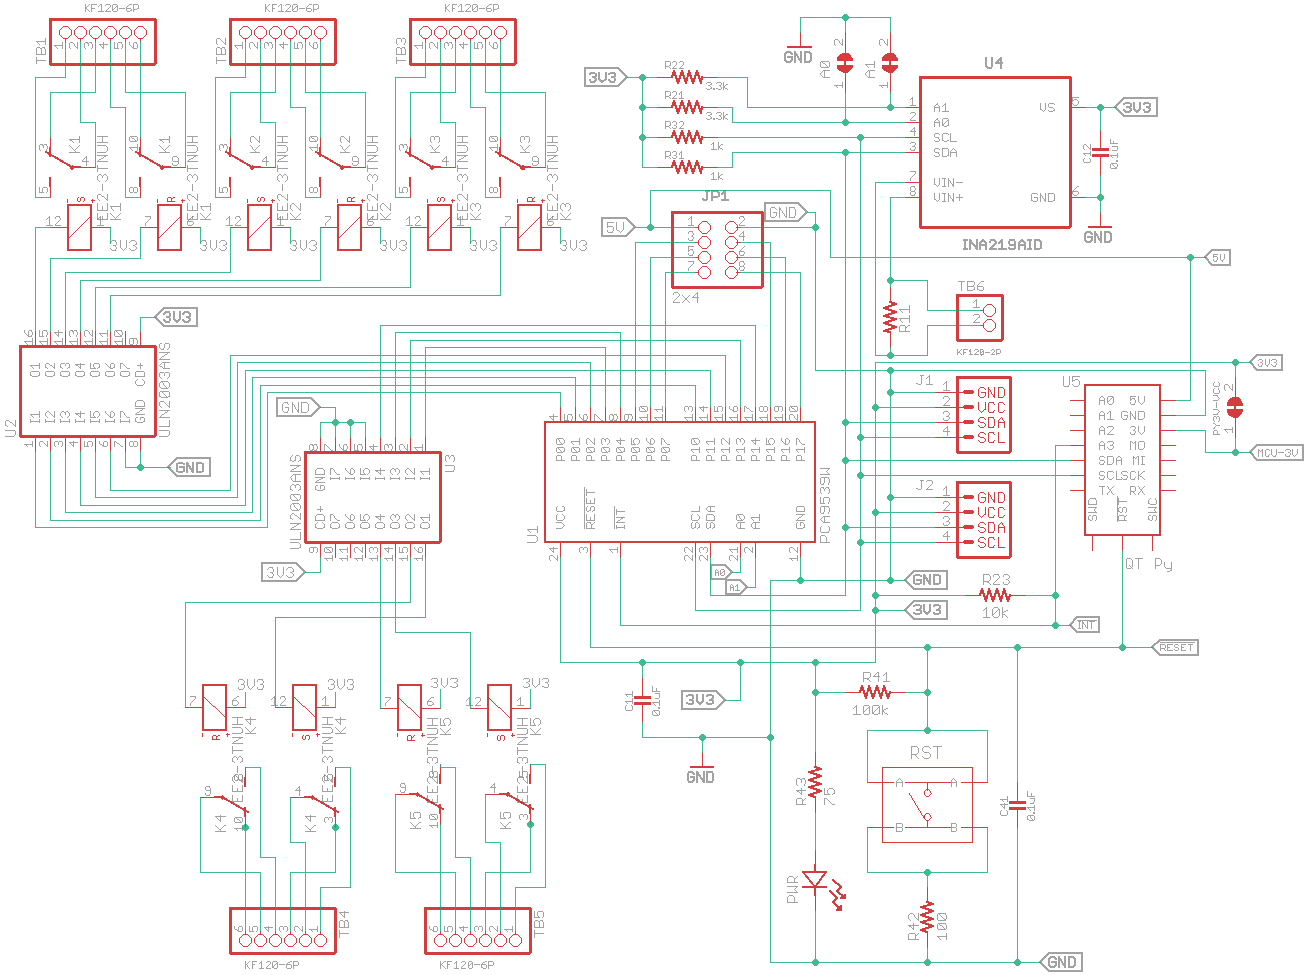 KF120-6P KF120-6P KF120-6P
TB1 1 2 3 4 5 6
TB2 1 2 3 4 5 6
TB3 1 2 3 4 5 6
3 K1 4 5 10 K1 9 8
3 K2 4 5 10 K2 9 8
3 K3 4 5 10 K3 9 8
EE2-3TNUH EE2-3TNUH EE2-3TNUH EE2-3TNUH EE2-3TNUH EE2-3TNUH
12 S K1 3V3 7 R K1 3V3
12 S K2 3V3 7 R K2 3V3
12 S K3 3V3 7 R K3 3V3
3V3
R22 3.3k
R21 3.3k
R32 1k
R31 1k
GND
A0 2 1
A1 2 1
U4
1 A1
2 A0
4 SCL
3 SDA
7 VIN-
8 VIN+
VS 5
GND 6
INA219AID
3V3
C12 0.1uF
GND
JP1
5V GND
1 2
3 4
5 6
7 8
2x4
5V
TB6
1
2
KF120-2P
R11
3V3
16 15 14 13 12 11 10 9
O1 O2 O3 O4 O5 O6 O7 CD+
I1 I2 I3 I4 I5 I6 I7 GND
1 2 3 4 5 6 7 8
U2
ULN2003ANS
GND
GND
8 7 6 5 4 3 2 1
GND I7 I6 I5 I4 I3 I2 I1
CD+ O7 O6 O5 O4 O3 O2 O1
9 10 11 12 13 14 15 16
U3
ULN2003ANS
3V3
4 5 6 7 8 9 10 11 13 14 15 16 17 18 19 20
P00 P01 P02 P03 P04 P05 P06 P07 P10 P11 P12 P13 P14 P15 P16 P17
VCC RESET INT SCL SDA A0 A1 GND
24 3 1 22 23 21 2 12
U1
PCA9539W
A0
A1
J1
1 GND
2 VCC
3 SDA
4 SCL
J2
1 GND
2 VCC
3 SDA
4 SCL
U5
A0 5V
A1 GND
A2 3V
A3 MO
SDA MI
SCL SCK
TX RX
SWD RST SWC
QT Py
3V3
PY3V-VCC 2 1
MCU-3V
GND
3V3
R23
10k
INT
RESET
C11 0.1uF
3V3
GND
R41
100k
R43 75
PWR
RST
A A
B B
R42 100
C41 0.1uF
GND
7 6 3V3 R K4
12 1 3V3 S K4
7 6 3V3 R K5
12 1 3V3 S K5
EE2-3TNUH EE2-3TNUH EE2-3TNUH EE2-3TNUH
9 8 K4 10
4 K4 3
9 8 K5 10
4 5 K5 3
6 5 4 3 2 1 TB4
6 5 4 3 2 1 TB5
KF120-6P KF120-6P